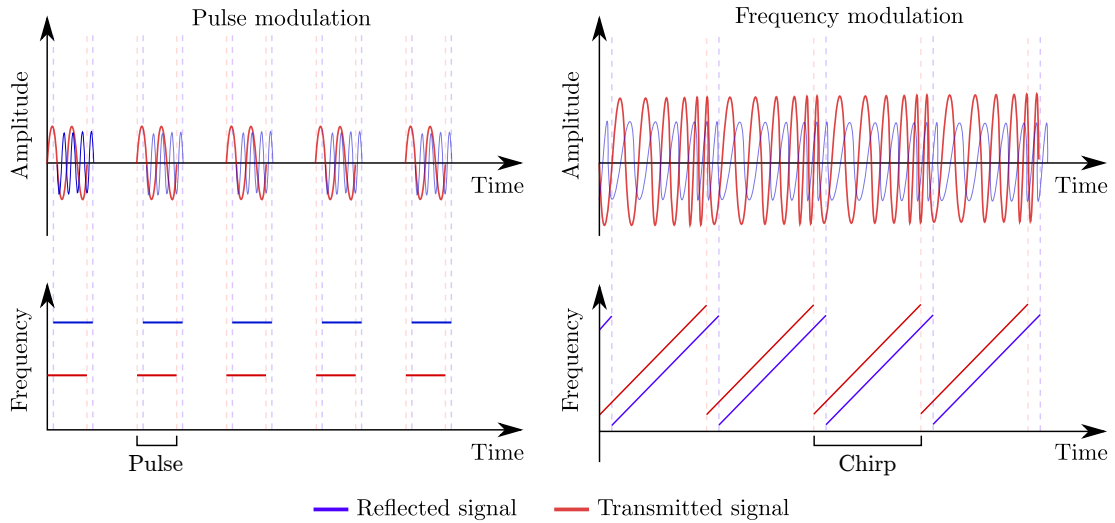 Pulse modulation
Frequency modulation
Amplitude
Time
Amplitude
Time
Frequency
Time
Pulse
Frequency
Time
Chirp
Reflected signal
Transmitted signal